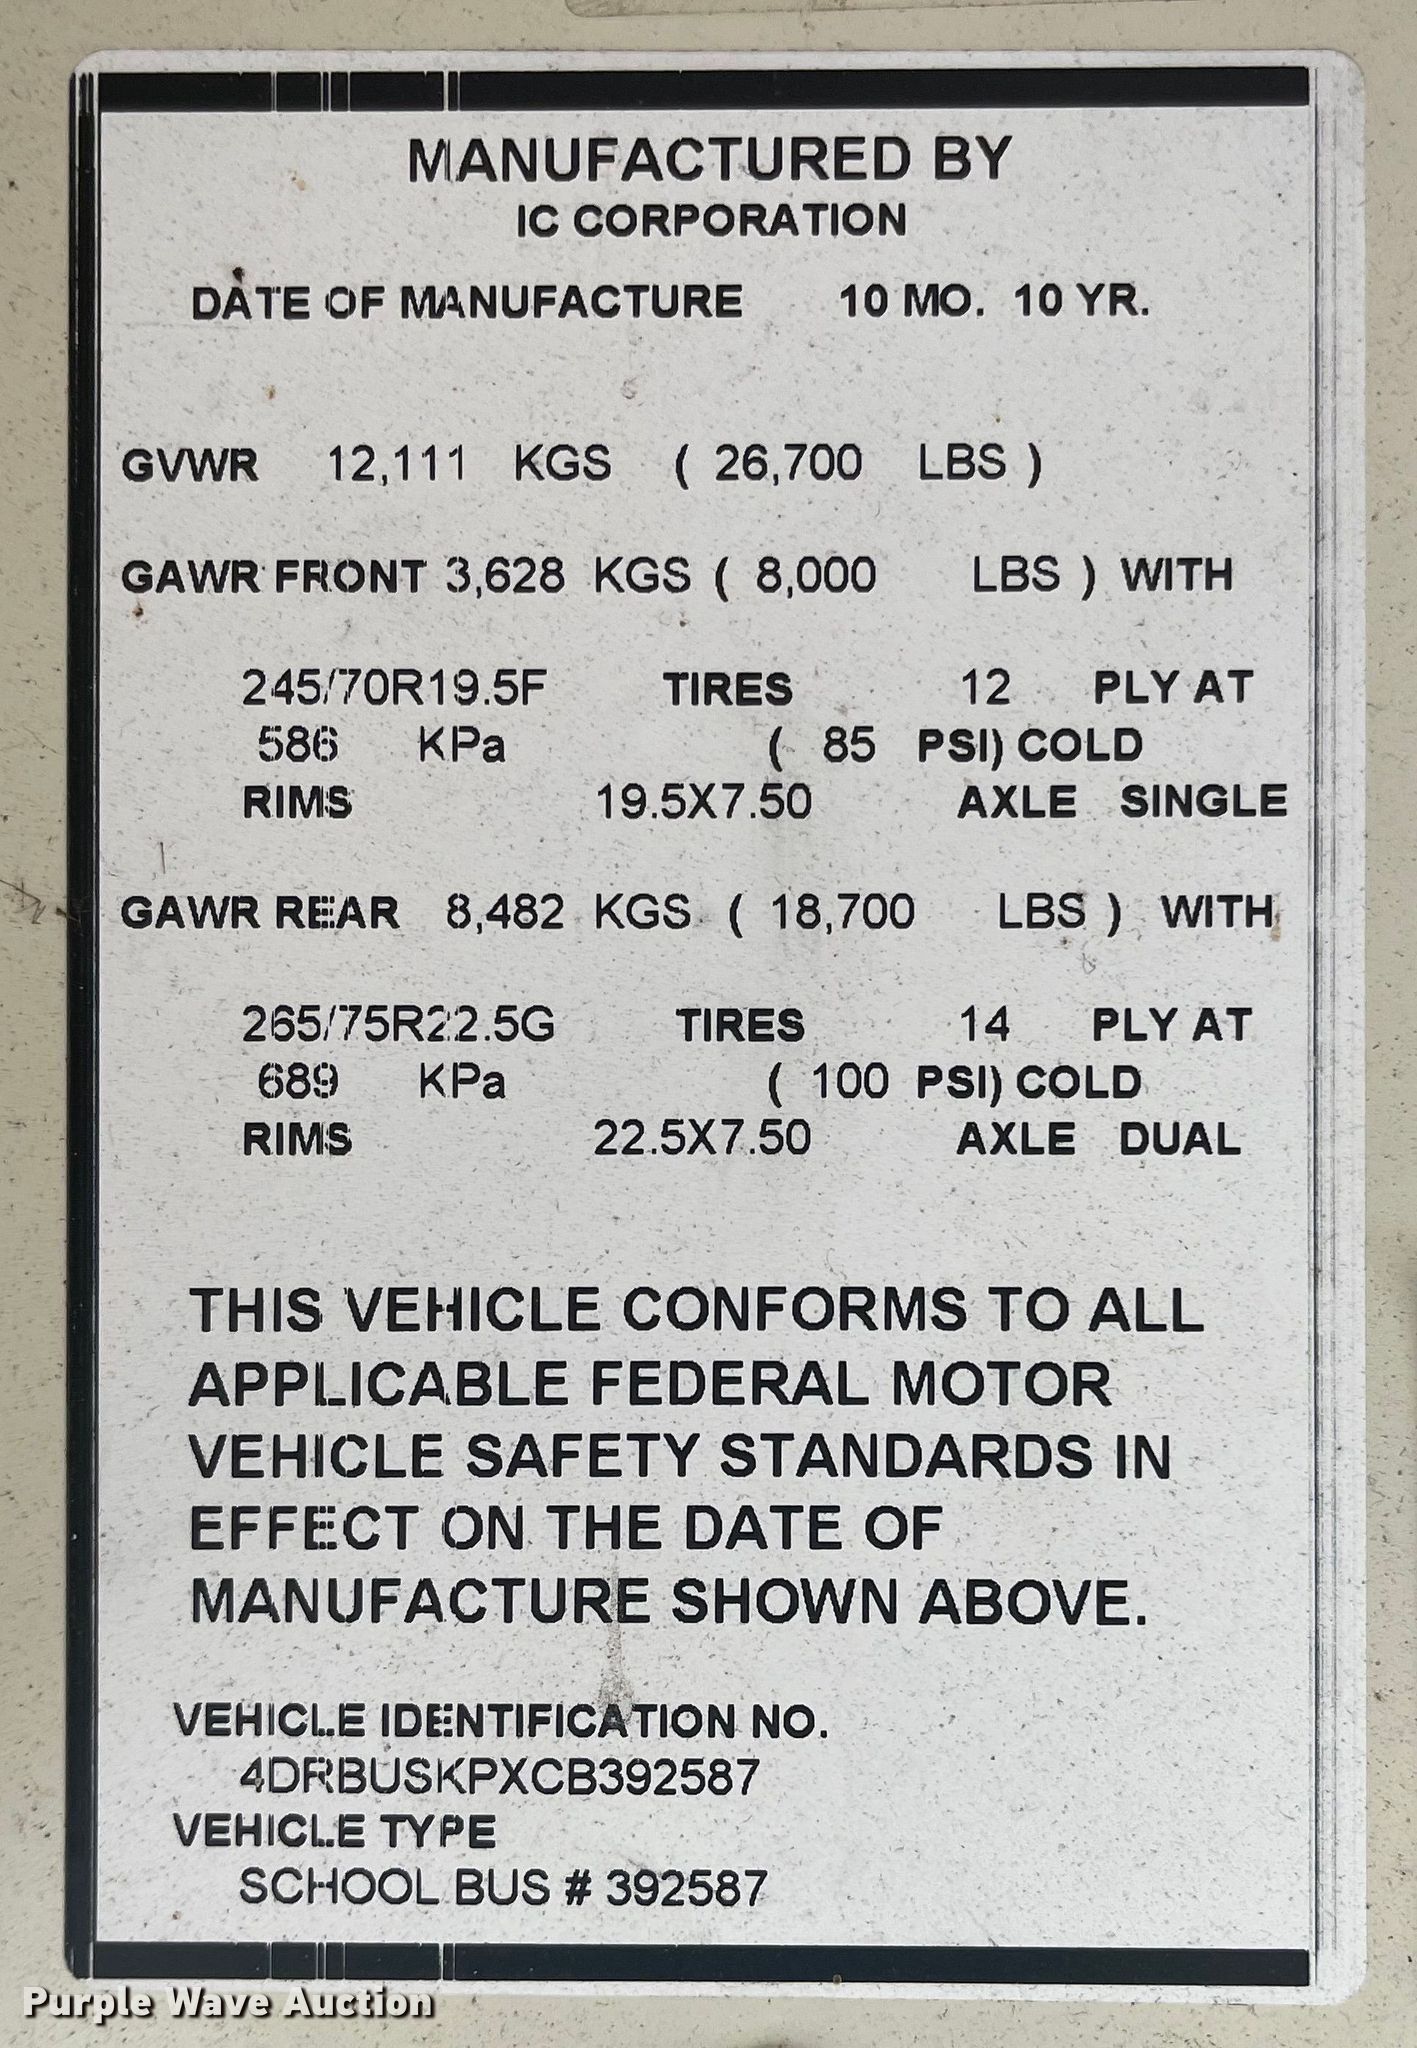 MANUFACTURED BY
IC CORPORATION
DATE OF MANUFACTURE 10 MO. 10 YR.
GVWR 12,111 KGS ( 26,700 LBS )
GAWR FRONT 3,628 KGS ( 8,000 LBS ) WITH
245/70R19.5F TIRES 12 PLY AT
586 KPa ( 85 PSI) COLD
RIMS 19.5X7.50 AXLE SINGLE
GAWR REAR 8,482 KGS ( 18,700 LBS ) WITH
265/75R22.5G TIRES 14 PLY AT
689 KPa ( 100 PSI) COLD
RIMS 22.5X7.50 AXLE DUAL
THIS VEHICLE CONFORMS TO ALL
APPLICABLE FEDERAL MOTOR
VEHICLE SAFETY STANDARDS IN
EFFECT ON THE DATE OF
MANUFACTURE SHOWN ABOVE.
VEHICLE IDENTIFICATION NO.
4DRBUSKPXCB392587
VEHICLE TYPE
SCHOOL BUS # 392587
Purple Wave Auction